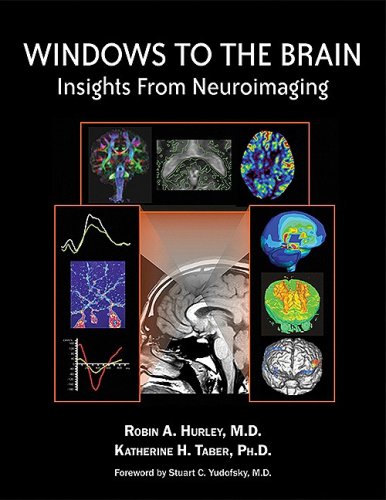 WINDOWS TO THE BRAIN
Insights From Neuroimaging
ROBIN A. HURLEY, M.D.
KATHERINE H. TABER, PH.D.
Foreword by Stuart C. Yudofsky, M.D.